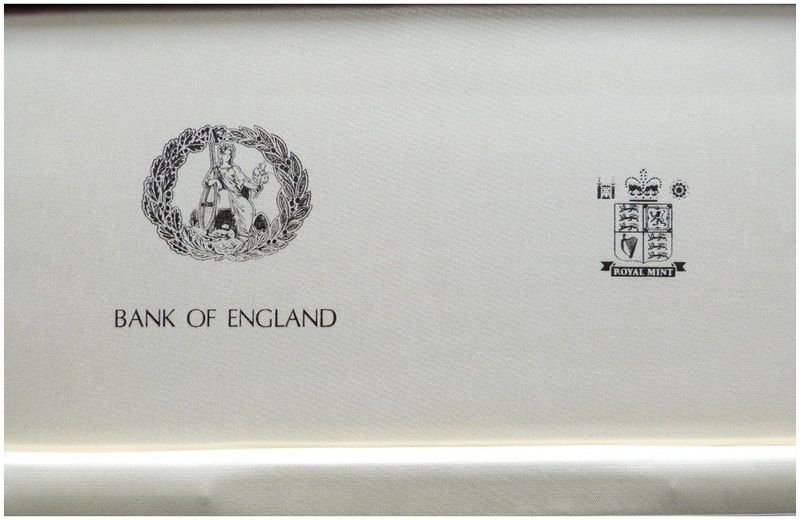 BANK OF ENGLAND
ROYAL MINT